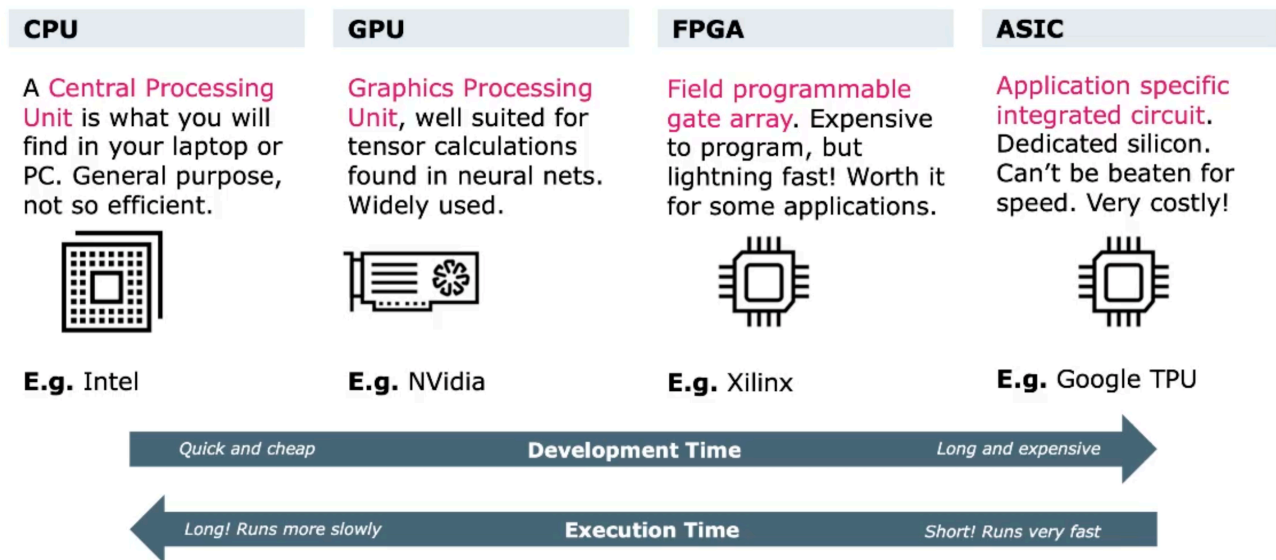 CPU
GPU
FPGA
ASIC
A Central Processing
Unit is what you will
find in your laptop or
PC. General purpose,
not so efficient.
Graphics Processing
Unit, well suited for
tensor calculations
found in neural nets.
Widely used.
Field programmable
gate array. Expensive
to program, but
lightning fast! Worth it
for some applications.
Application specific
integrated circuit.
Dedicated silicon.
Can’t be beaten for
speed. Very costly!
E.g. Intel
E.g. NVidia
E.g. Xilinx
E.g. Google TPU
Quick and cheap
Development Time
Long and expensive
Long! Runs more slowly
Execution Time
Short! Runs very fast